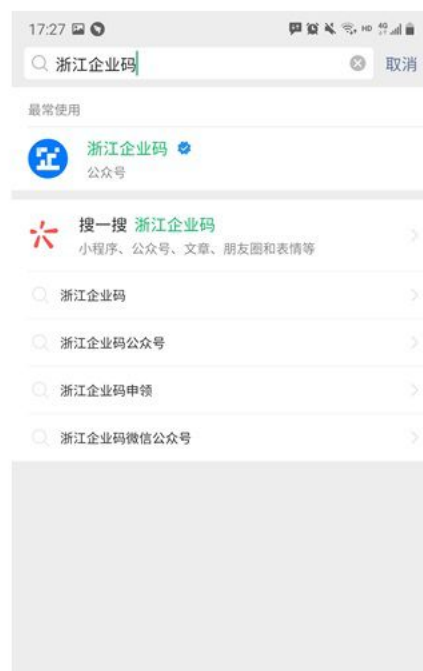 17:27 HD 4G
浙江企业码 取消
最常使用
浙江企业码
公众号
搜一搜 浙江企业码
小程序、公众号、文章、朋友圈和表情等
浙江企业码
浙江企业码公众号
浙江企业码申领
浙江企业码微信公众号